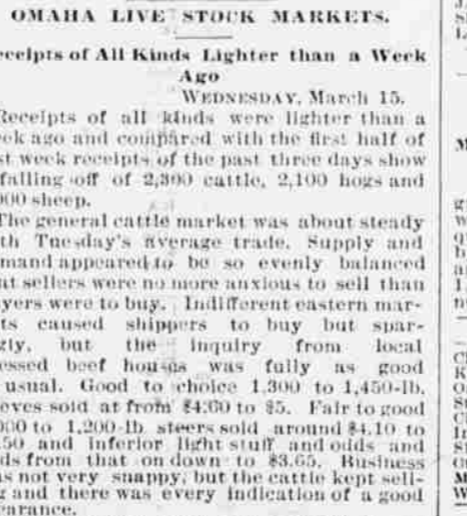 OMAHA LIVE STOCK MARKETS.
eceipts of All Kinds Lighter than a Week
Ago
WEDNESDAY, March 15.
Receipts of all kinds were lighter than a
ek ago and compared with the first half of
st week receipts of the past three days show
falling off of 2,300 cattle, 2,100 hogs and
000 sheep.
The general cattle market was about steady
th Tuesday's average trade. Supply and
mand appeared to be so evenly balanced
at sellers were no more anxious to sell than
yers were to buy. Indifferent eastern mar-
ts caused shippers to buy but spar-
gly, but the inquiry from local
essed beef houses was fully as good
usual. Good to choice 1,300 to 1,450-lb.
eeves sold at from to $5. Fair to good
000 to 1,200-lb steers sold around $4.10 to
50 and inferior light stuff and odds and
ds from that on down to $3.65. Business
as not very snappy, but the cattle kept sell-
g and there was every indication of a good
earance.